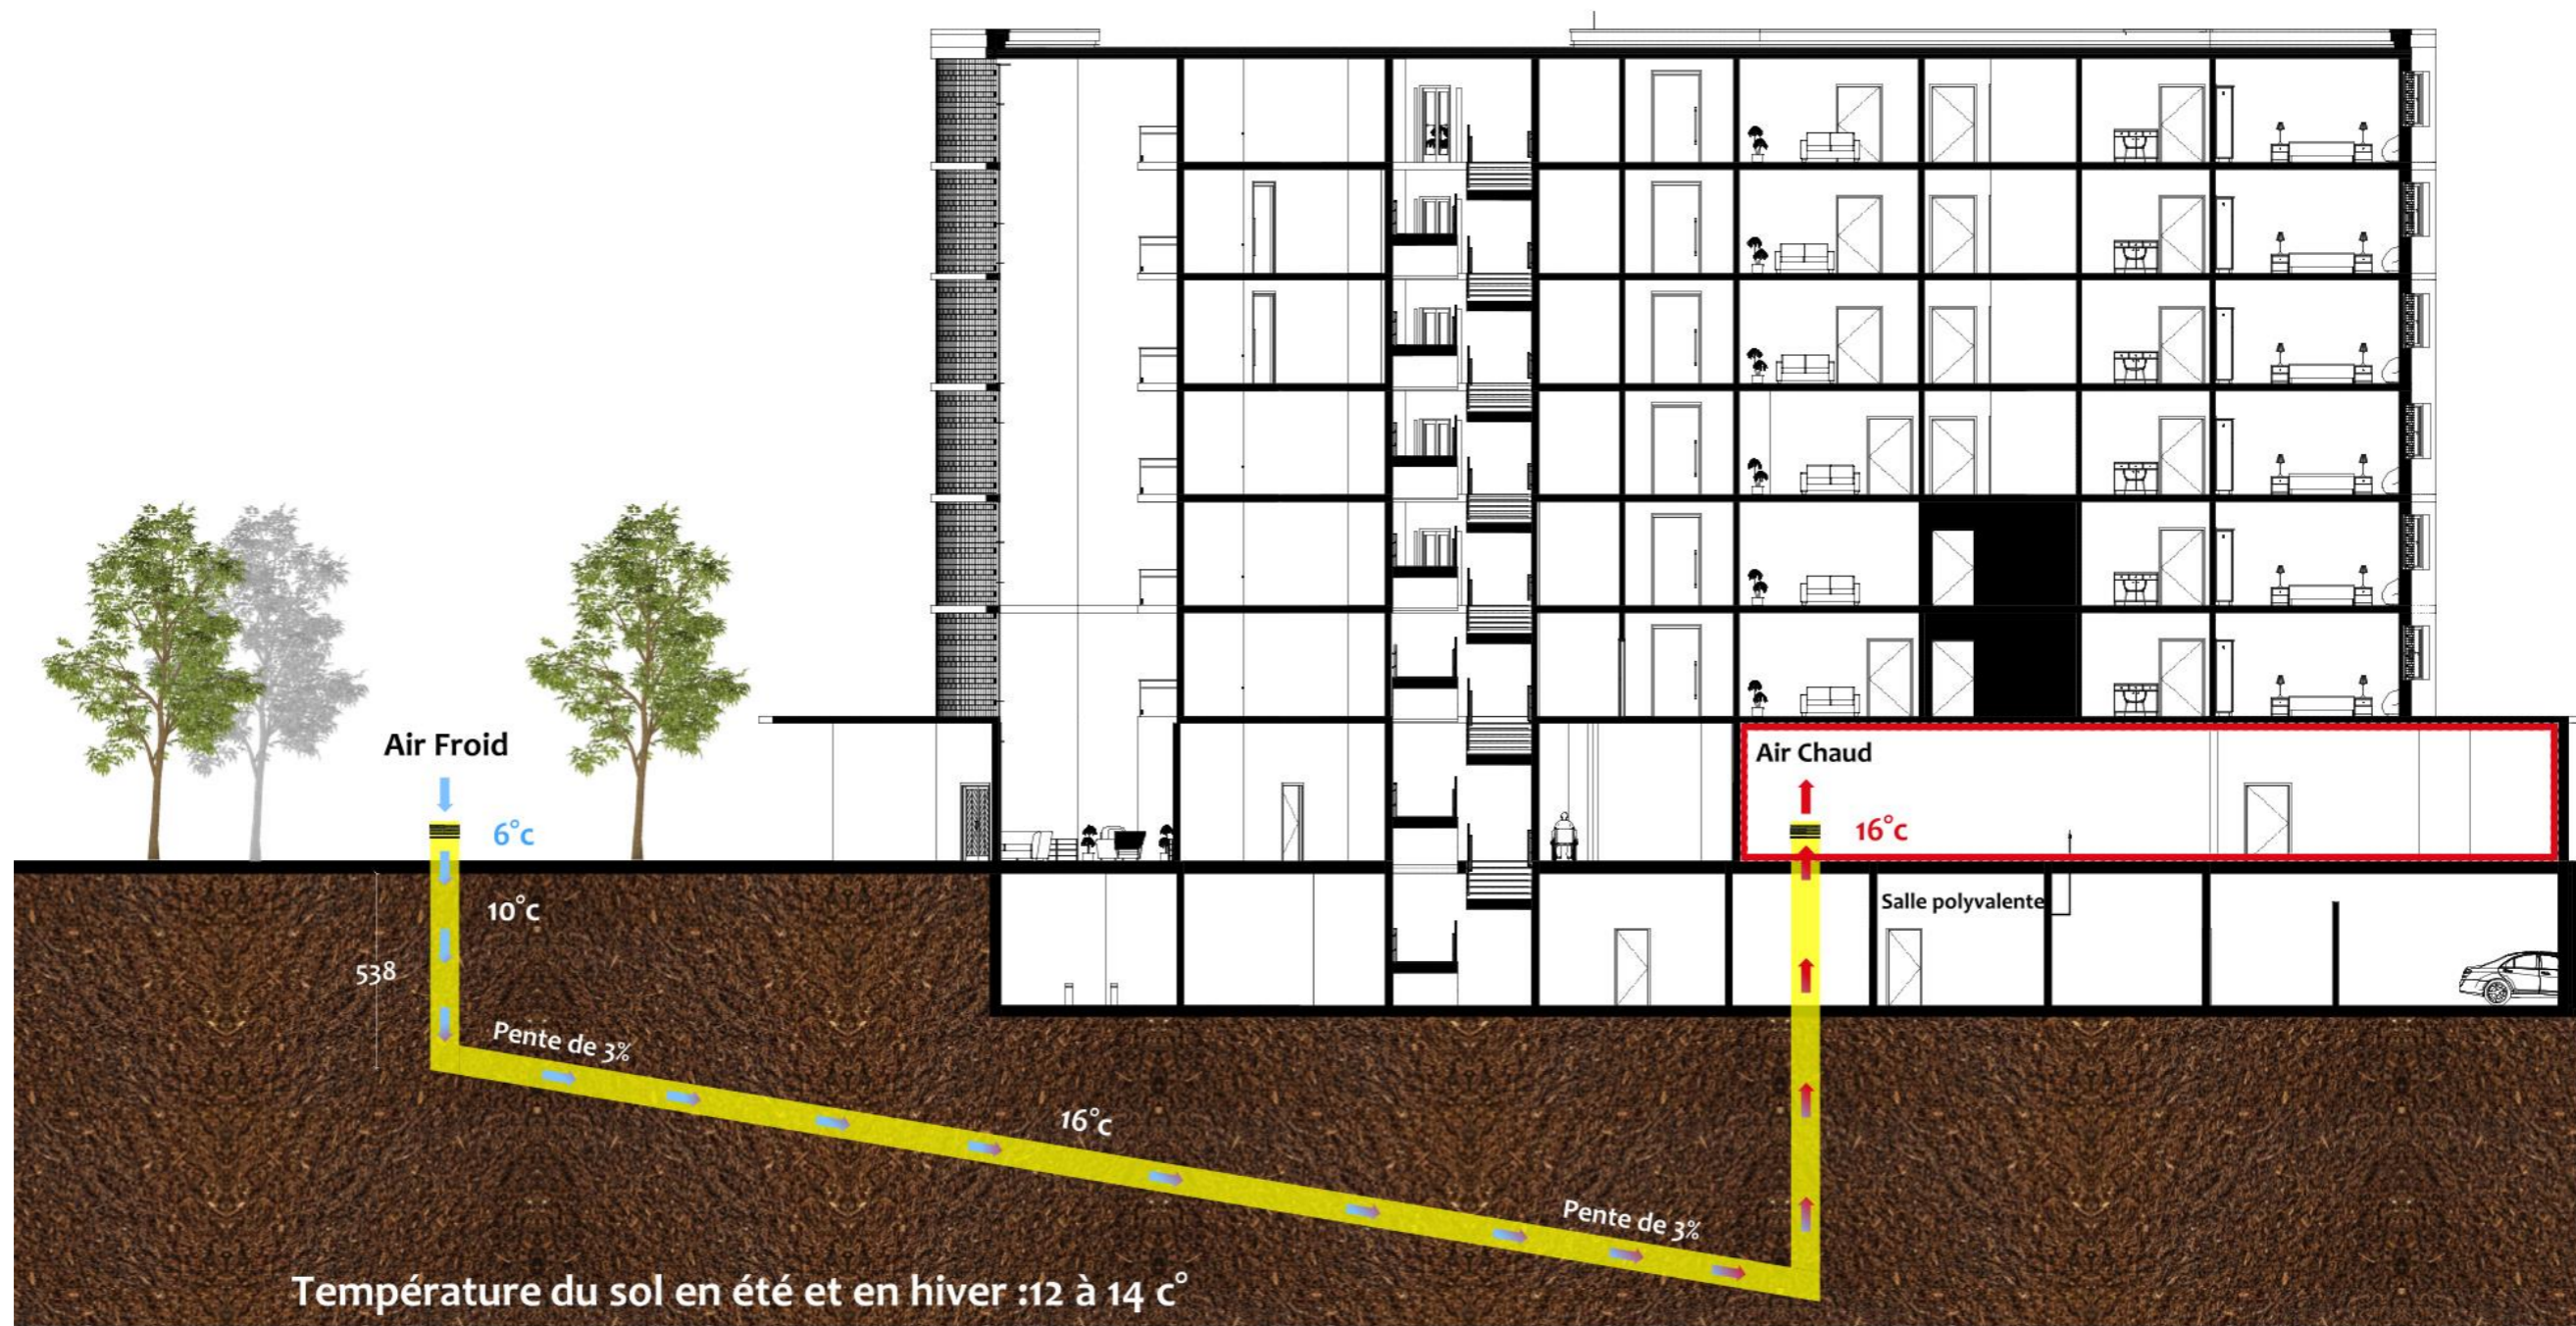 Air Froid
Air Chaud
6°c
16°c
10°c
Salle polyvalente
538
Pente de 3%
16°c
Pente de 3%
Température du sol en été et en hiver :12 à 14 c°